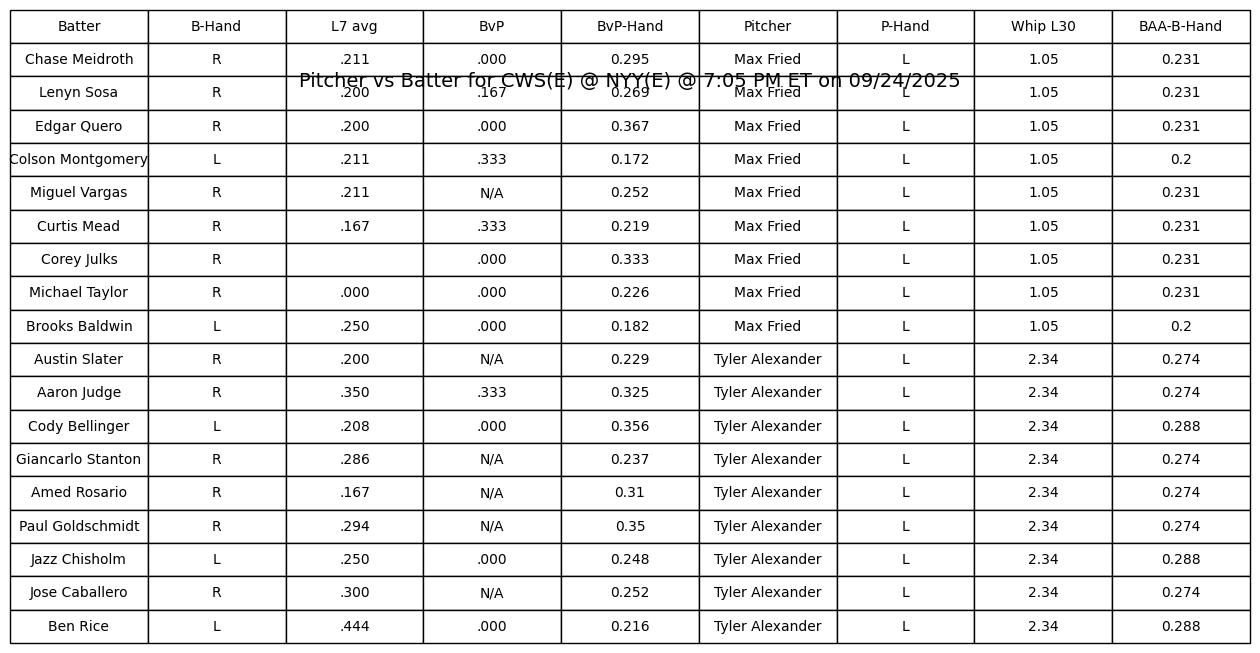 Batter B-Hand L7 avg BvP BvP-Hand Pitcher P-Hand Whip L30 BAA-B-Hand
Chase Meidroth R .211 .000 0.295 Max Fried L 1.05 0.231
Pitcher vs Batter for CWS(E) @ NYY(E) @ 7:05 PM ET on 09/24/2025
Lenyn Sosa R .200 .167 0.269 Max Fried L 1.05 0.231
Edgar Quero R .200 .000 0.367 Max Fried L 1.05 0.231
Colson Montgomery L .211 .333 0.172 Max Fried L 1.05 0.2
Miguel Vargas R .211 N/A 0.252 Max Fried L 1.05 0.231
Curtis Mead R .167 .333 0.219 Max Fried L 1.05 0.231
Corey Julks R .000 0.333 Max Fried L 1.05 0.231
Michael Taylor R .000 .000 0.226 Max Fried L 1.05 0.231
Brooks Baldwin L .250 .000 0.182 Max Fried L 1.05 0.2
Austin Slater R .200 N/A 0.229 Tyler Alexander L 2.34 0.274
Aaron Judge R .350 .333 0.325 Tyler Alexander L 2.34 0.274
Cody Bellinger L .208 .000 0.356 Tyler Alexander L 2.34 0.288
Giancarlo Stanton R .286 N/A 0.237 Tyler Alexander L 2.34 0.274
Amed Rosario R .167 N/A 0.31 Tyler Alexander L 2.34 0.274
Paul Goldschmidt R .294 N/A 0.35 Tyler Alexander L 2.34 0.274
Jazz Chisholm L .250 .000 0.248 Tyler Alexander L 2.34 0.288
Jose Caballero R .300 N/A 0.252 Tyler Alexander L 2.34 0.274
Ben Rice L .444 .000 0.216 Tyler Alexander L 2.34 0.288